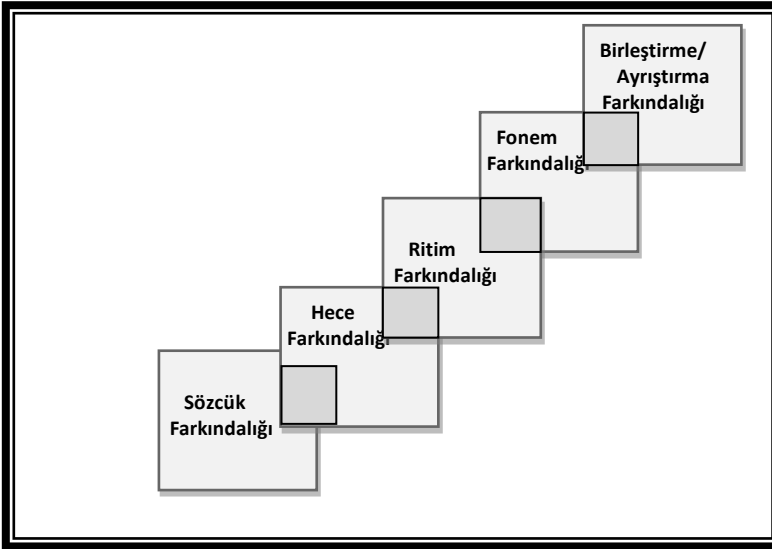 Birleştirme/
Ayrıştırma
Farkındalığı
Fonem
Farkındalığı
Ritim
Farkındalığı
Hece
Farkındalığı
Sözcük
Farkındalığı